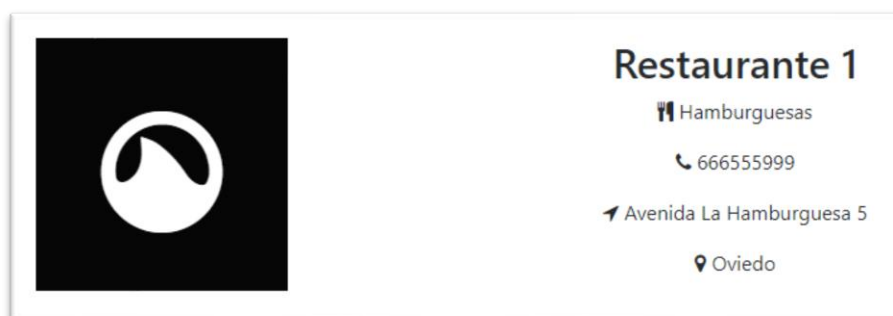 Restaurante 1
Hamburguesas
666555999
Avenida La Hamburguesa 5
Oviedo